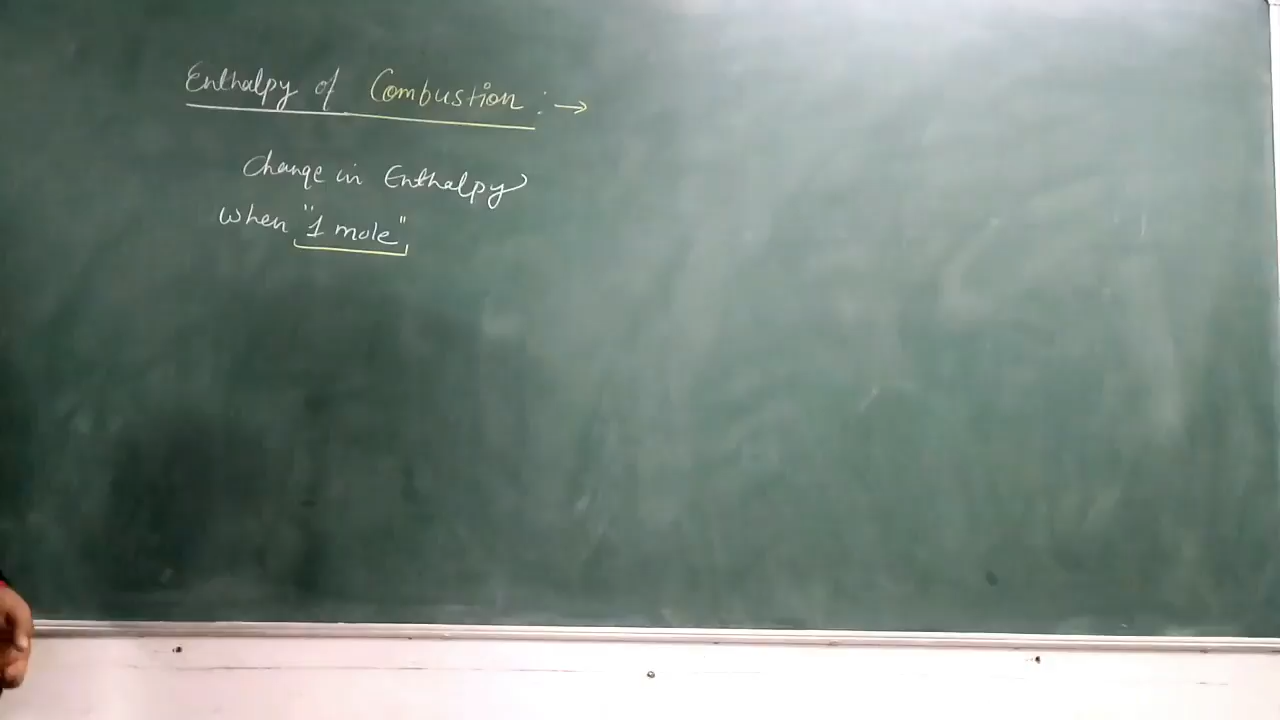 Enthalpy of Combustion :→
Change in Enthalpy
when "1 mole"